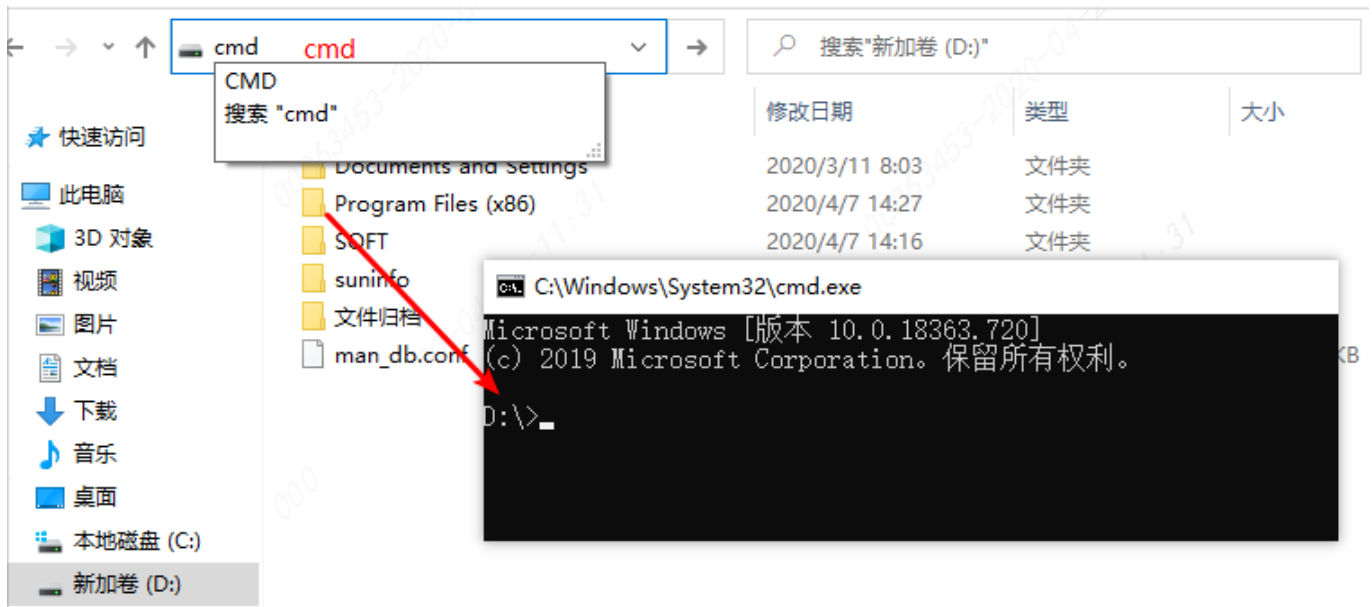 cmd cmd 搜索"新加卷 (D:)"
CMD
搜索 "cmd"
修改日期 类型 大小
快速访问
此电脑
3D 对象
视频
图片
文档
下载
音乐
桌面
本地磁盘 (C:)
新加卷 (D:)
Documents and Settings 2020/3/11 8:03 文件夹
Program Files (x86) 2020/4/7 14:27 文件夹
SOFT 2020/4/7 14:16 文件夹
suninfo
文件归档
man_db.conf KB
C:\Windows\System32\cmd.exe
Microsoft Windows [版本 10.0.18363.720]
(c) 2019 Microsoft Corporation。保留所有权利。
D:\>